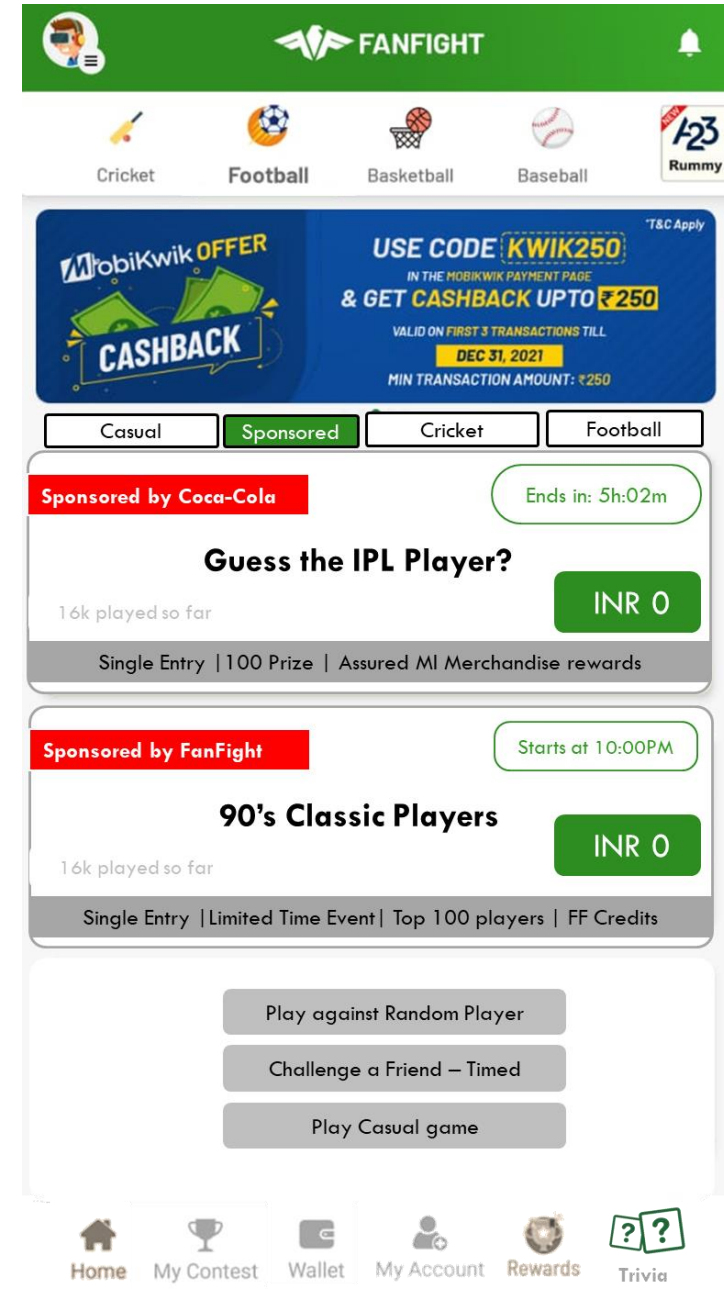 FANFIGHT
Cricket
Football
Basketball
Baseball
NEW
A23
Rummy
MobiKwik OFFER
CASHBACK
*T&C Apply
USE CODE KWIK250
IN THE MOBIKWIK PAYMENT PAGE
& GET CASHBACK UPTO ₹250
VALID ON FIRST 3 TRANSACTIONS TILL
DEC 31, 2021
MIN TRANSACTION AMOUNT: ₹250
Casual
Sponsored
Cricket
Football
Sponsored by Coca-Cola
Ends in: 5h:02m
Guess the IPL Player?
16k played so far
INR 0
Single Entry |100 Prize | Assured MI Merchandise rewards
Sponsored by FanFight
Starts at 10:00PM
90's Classic Players
16k played so far
INR 0
Single Entry |Limited Time Event| Top 100 players | FF Credits
Play against Random Player
Challenge a Friend – Timed
Play Casual game
? ?
Home
My Contest
Wallet
My Account
Rewards
Trivia